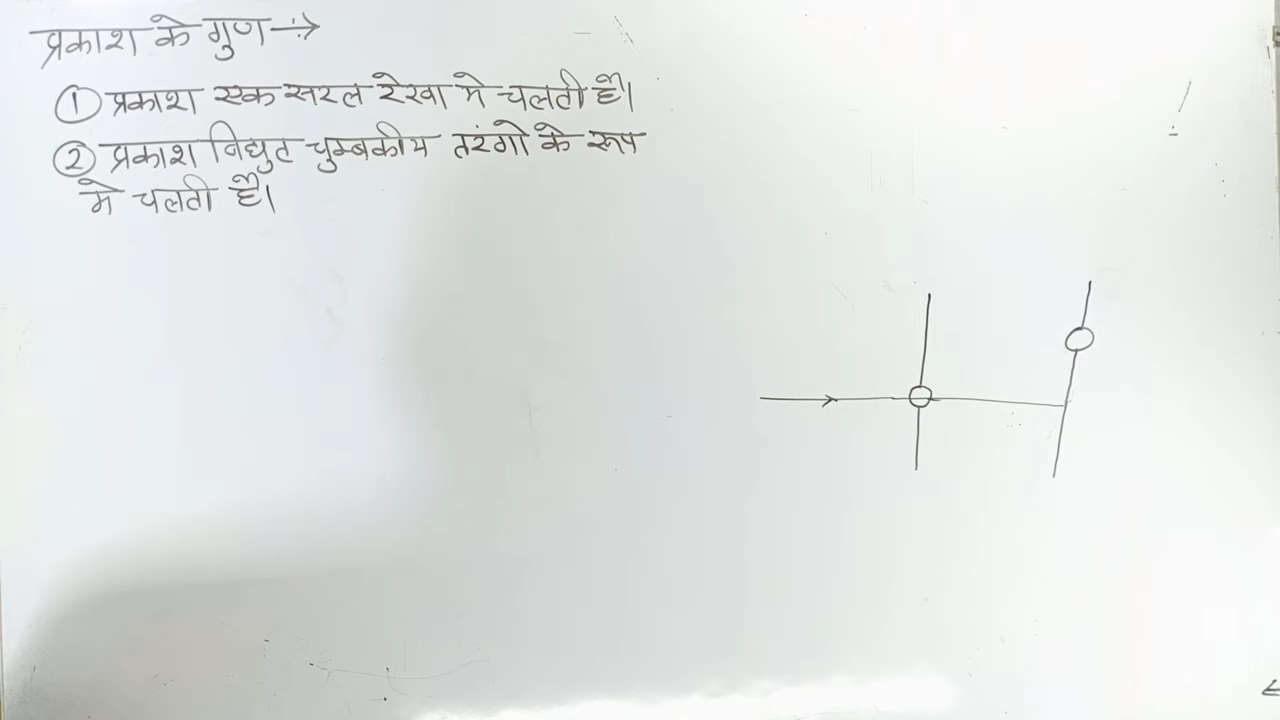 प्रकाश के गुण →
① प्रकाश एक सरल रेखा मे चलती है।
② प्रकाश विद्युट चुम्बकीय तरंगो के रूप
मे चलती है।